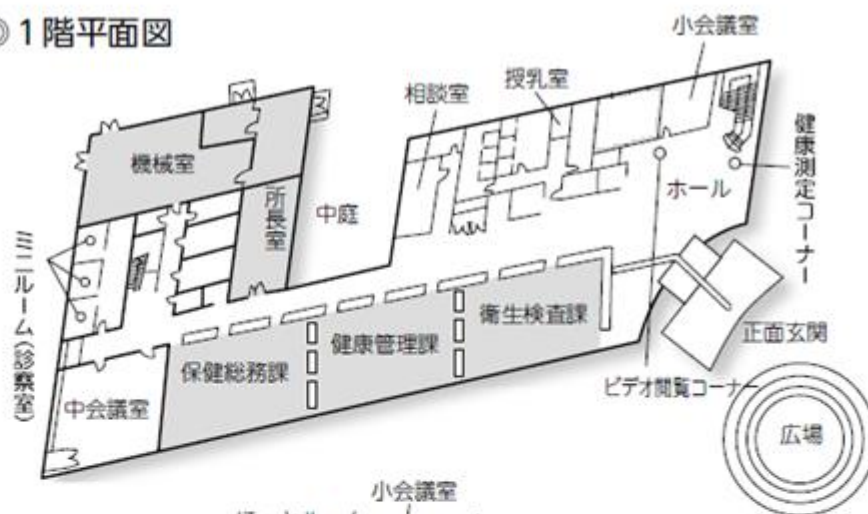 ◎1階平面図
小会議室
授乳室
相談室
健康測定コーナー
機械室
ホール
所長室
中庭
ミニルーム(診察室)
衛生検査課
正面玄関
健康管理課
保健総務課
ビデオ閲覧コーナー
中会議室
広場
小会議室